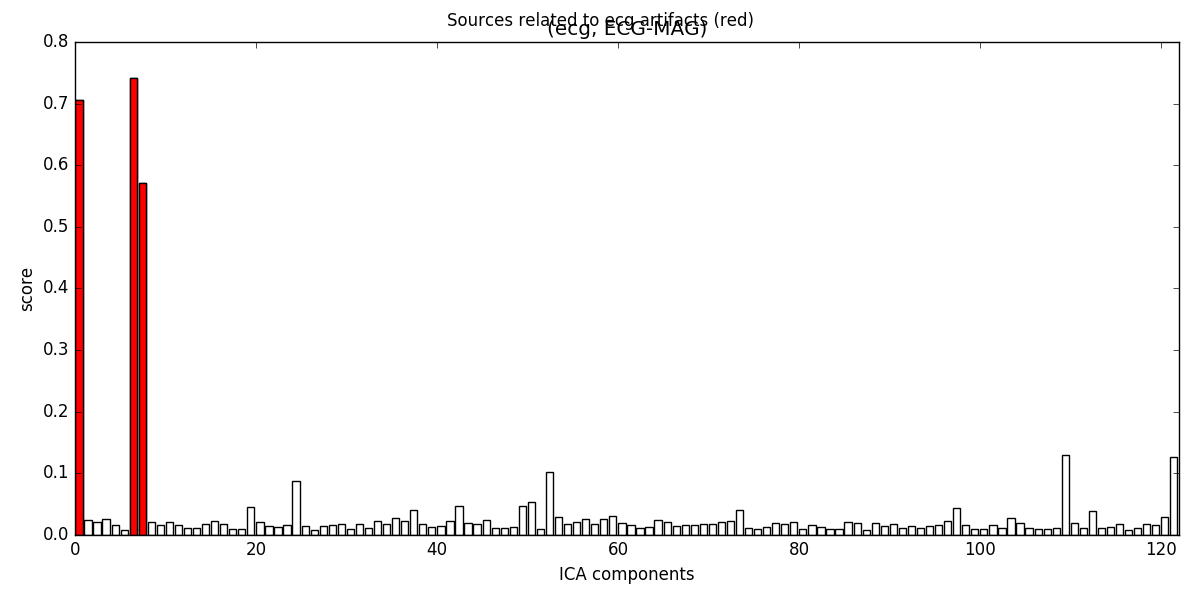 Sources related to ecg artifacts (red)
(ecg, ECG-MAG)
0.8
0.7
0.6
0.5
0.4
0.3
0.2
0.1
0.0
score
0 20 40 60 80 100 120
ICA components